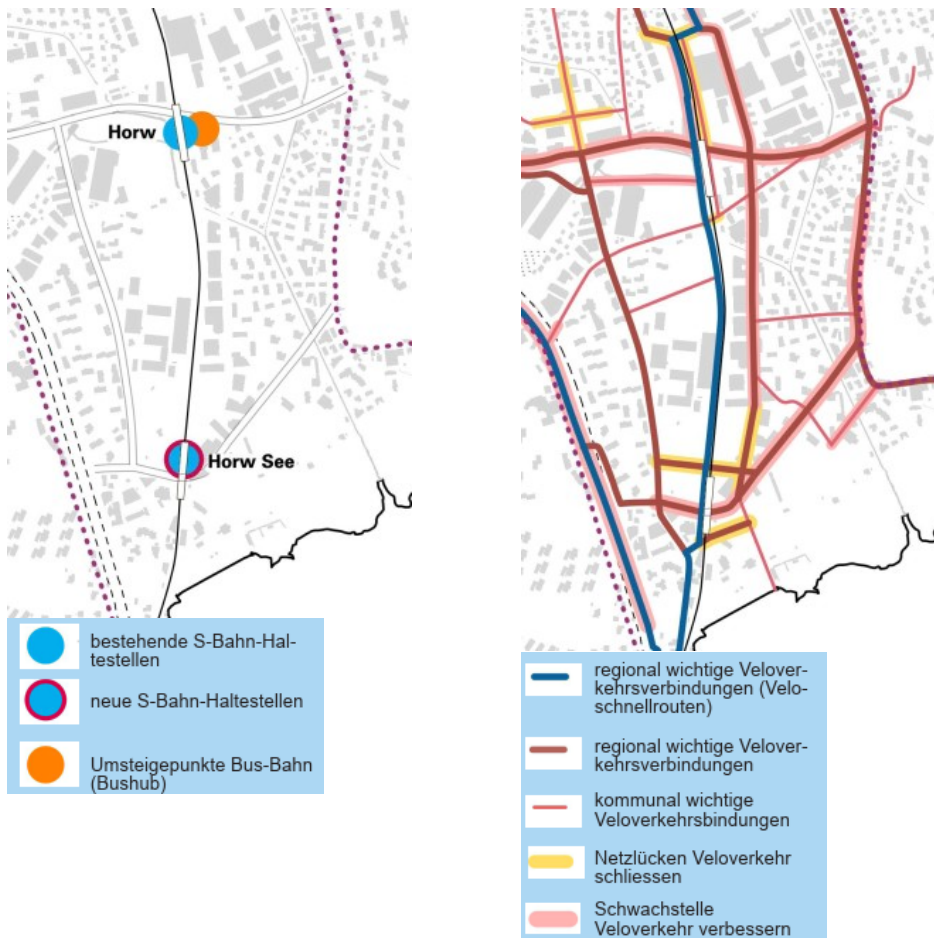 Horw
Horw See
bestehende S-Bahn-Hal-
testellen
neue S-Bahn-Haltestellen
Umsteigepunkte Bus-Bahn
(Bushub)
regional wichtige Velover-
kehrsverbindungen (Velo-
schnellrouten)
regional wichtige Velover-
kehrsverbindungen
kommunal wichtige
Veloverkehrsbindungen
Netzlücken Veloverkehr
schliessen
Schwachstelle
Veloverkehr verbessern